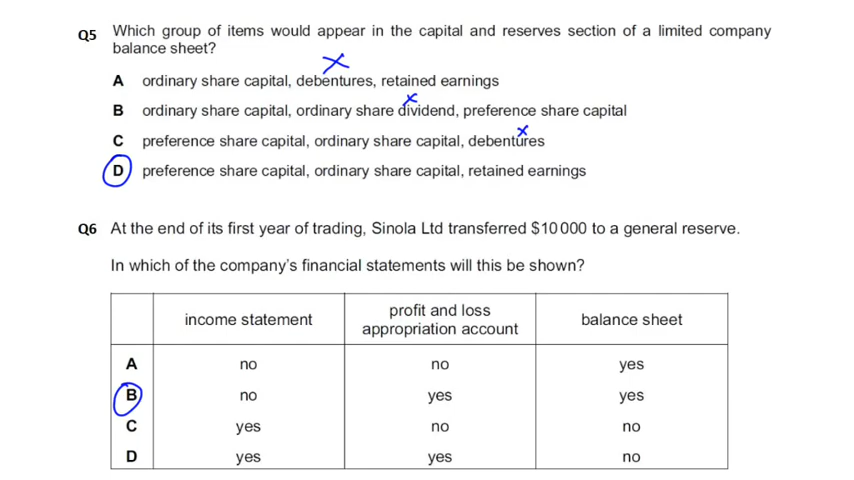 Q5 Which group of items would appear in the capital and reserves section of a limited company
balance sheet?
A ordinary share capital, debentures, retained earnings
B ordinary share capital, ordinary share dividend, preference share capital
C preference share capital, ordinary share capital, debentures
D preference share capital, ordinary share capital, retained earnings
Q6 At the end of its first year of trading, Sinola Ltd transferred $10 000 to a general reserve.
In which of the company's financial statements will this be shown?
income statement profit and loss appropriation account balance sheet
A no no yes
B no yes yes
C yes no no
D yes yes no